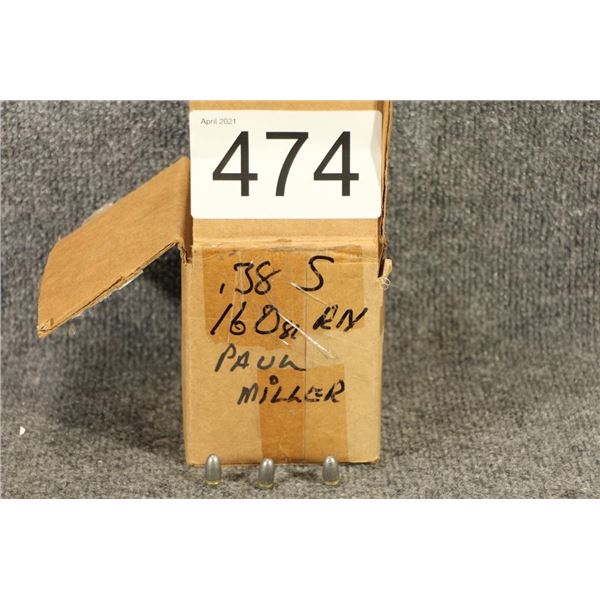 April 2021
474
.38 S
160gr RN
PAUL
MILLER